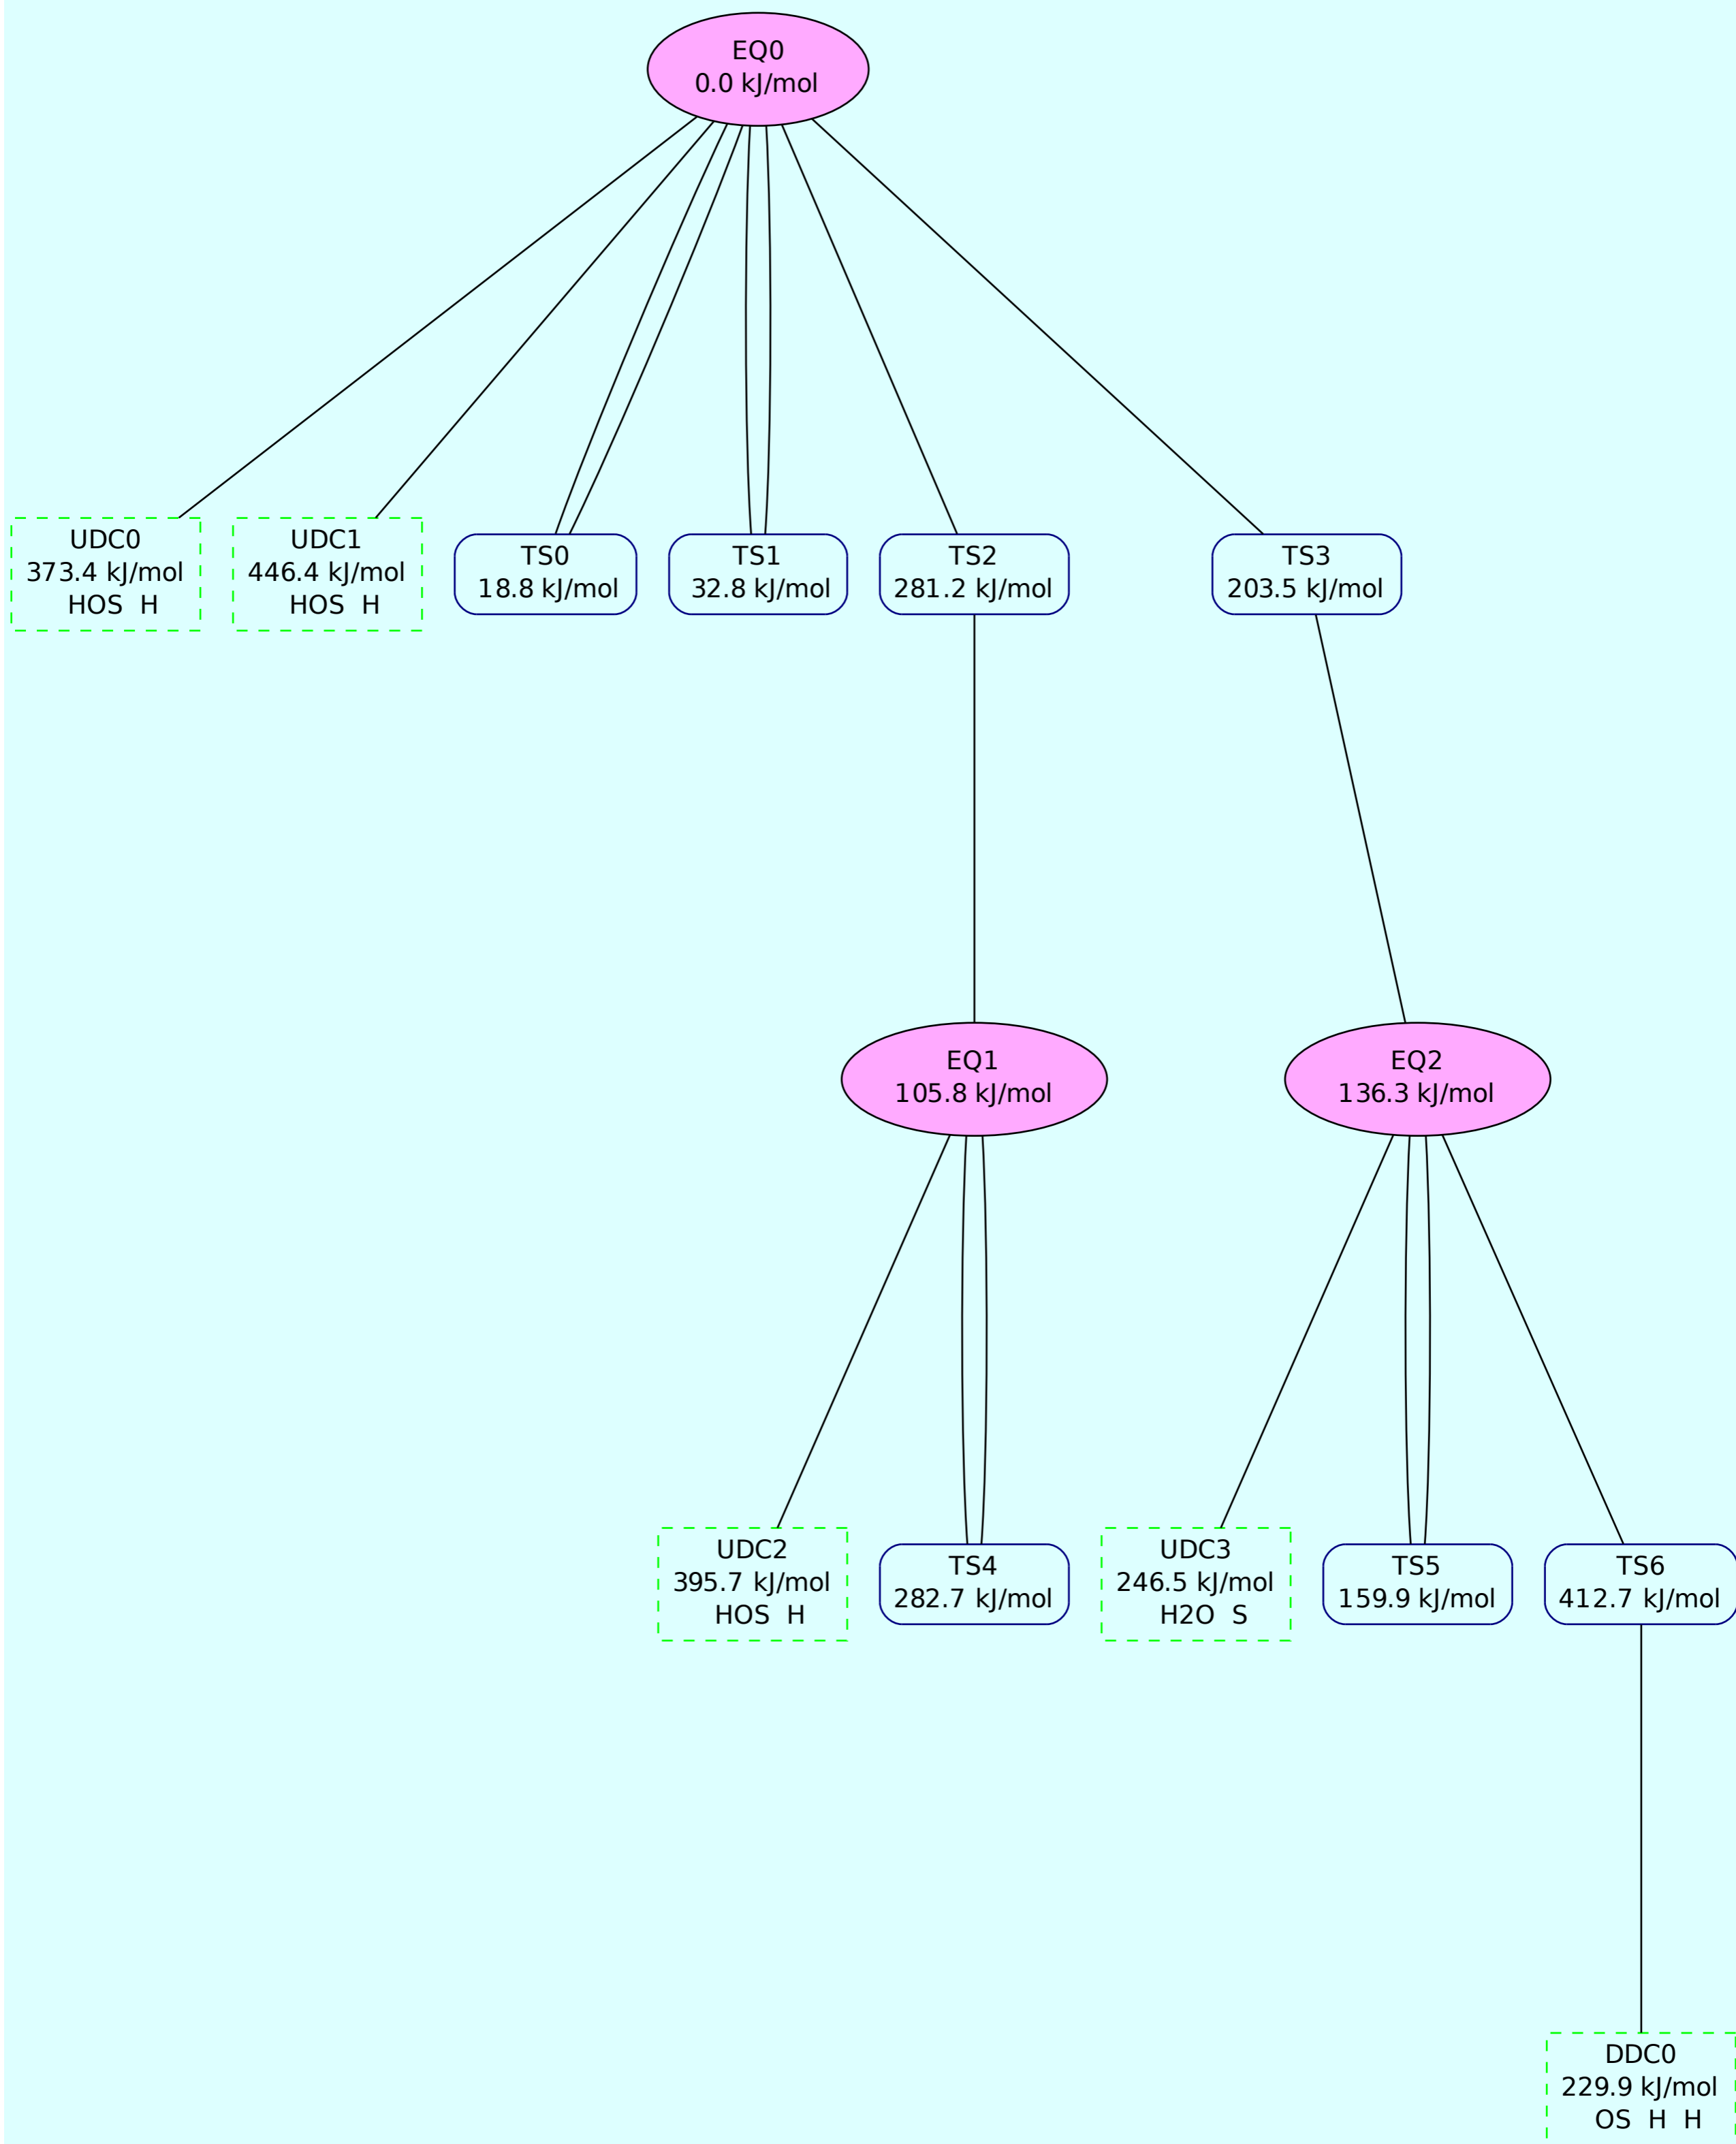 EQ0
0.0 kJ/mol
UDC0
373.4 kJ/mol
HOS H
UDC1
446.4 kJ/mol
HOS H
TS0
18.8 kJ/mol
TS1
32.8 kJ/mol
TS2
281.2 kJ/mol
TS3
203.5 kJ/mol
EQ1
105.8 kJ/mol
EQ2
136.3 kJ/mol
UDC2
395.7 kJ/mol
HOS H
TS4
282.7 kJ/mol
UDC3
246.5 kJ/mol
H2O S
TS5
159.9 kJ/mol
TS6
412.7 kJ/mol
DDC0
229.9 kJ/mol
OS H H